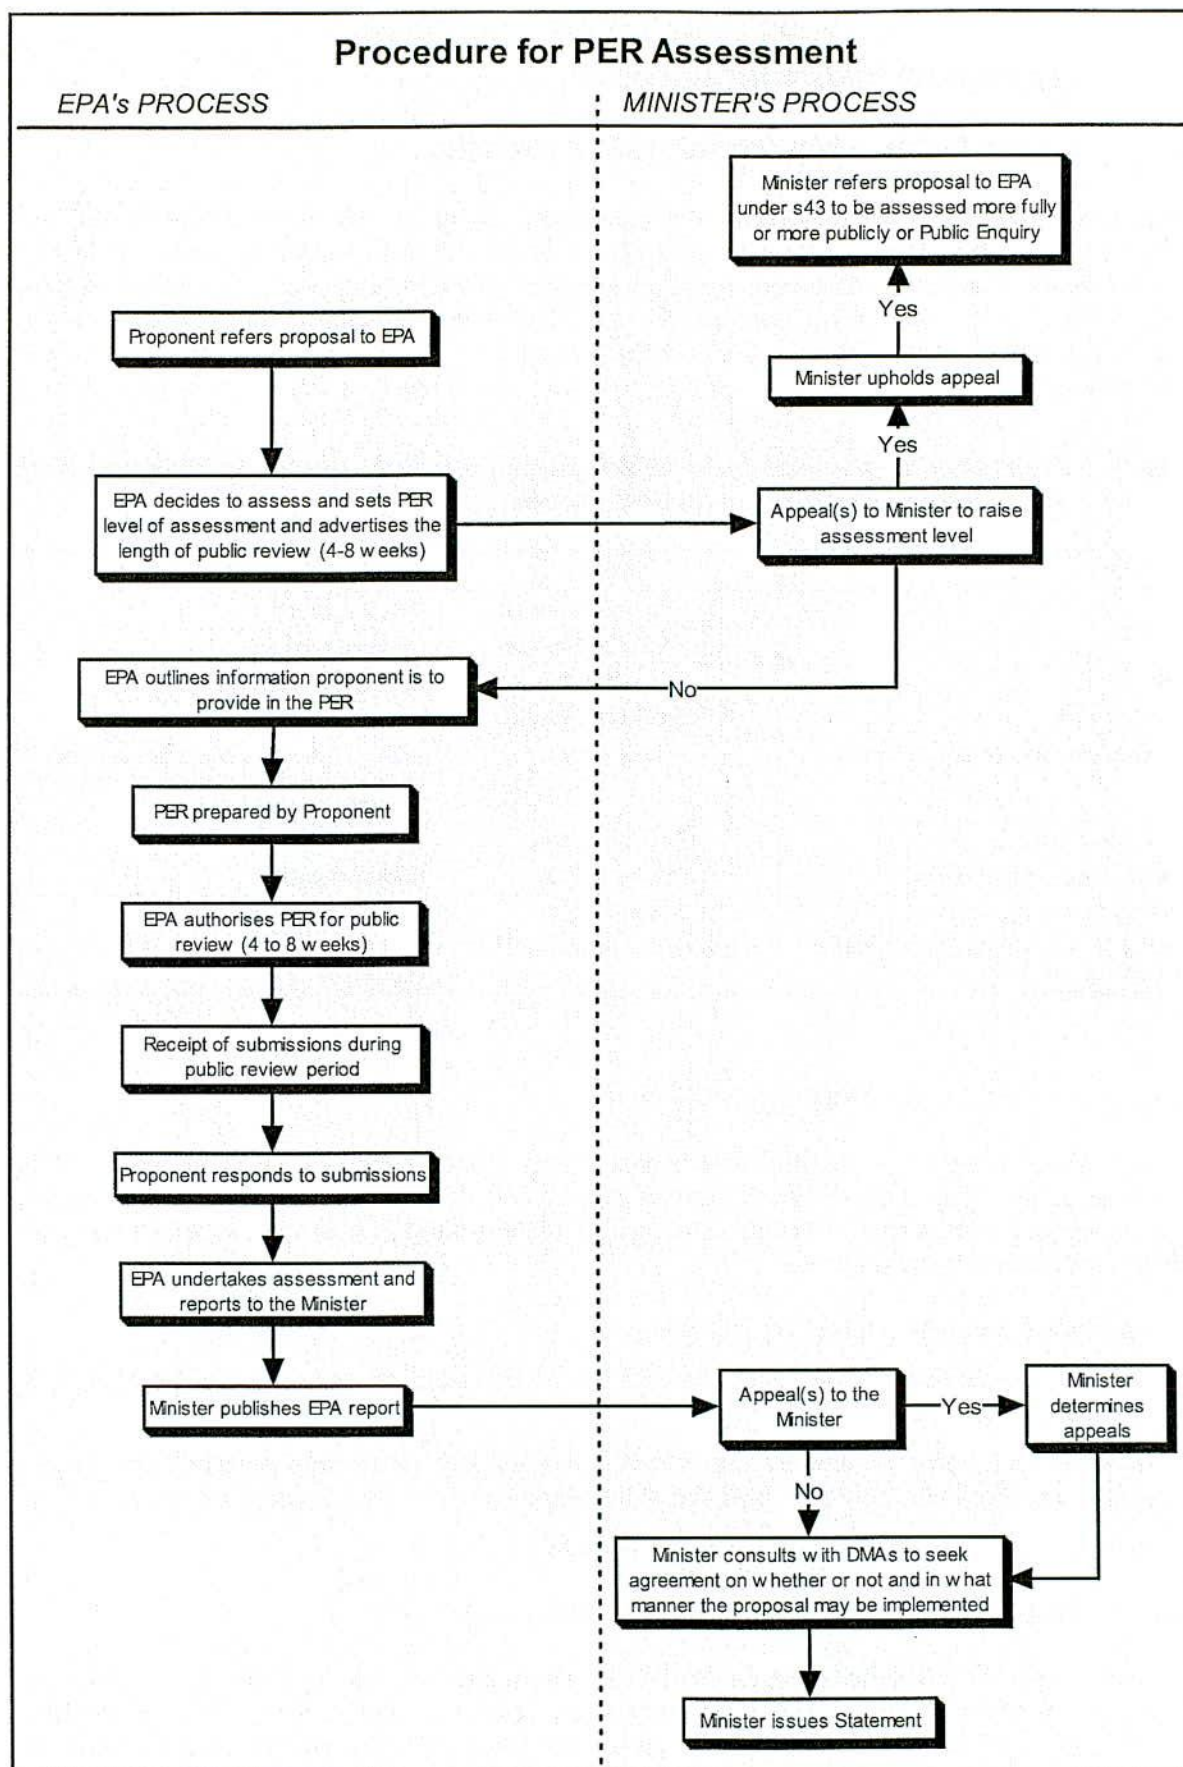 Procedure for PER Assessment
EPA's PROCESS
MINISTER'S PROCESS
Minister refers proposal to EPA
under s43 to be assessed more fully
or more publicly or Public Enquiry
Yes
Proponent refers proposal to EPA
Minister upholds appeal
Yes
EPA decides to assess and sets PER
level of assessment and advertises the
length of public review (4-8 weeks)
Appeal(s) to Minister to raise
assessment level
EPA outlines information proponent is to
provide in the PER
No
PER prepared by Proponent
EPA authorises PER for public
review (4 to 8 weeks)
Receipt of submissions during
public review period
Proponent responds to submissions
EPA undertakes assessment and
reports to the Minister
Minister publishes EPA report
Appeal(s) to the
Minister
Yes
Minister
determines
appeals
No
Minister consults with DMAs to seek
agreement on whether or not and in what
manner the proposal may be implemented
Minister issues Statement